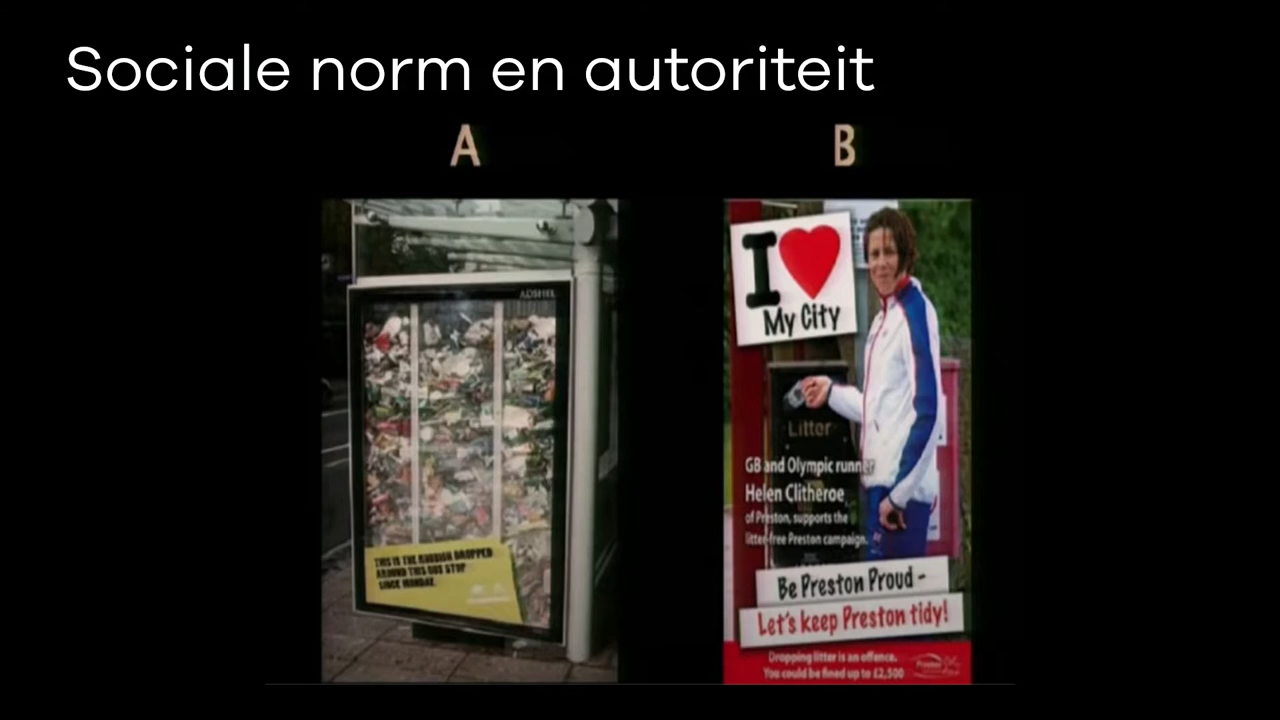 Sociale norm en autoriteit
A
B
ADSHEL
THIS IS THE RUBBISH DROPPED
AROUND THIS BUS STOP
SINCE MONDAY.
I
My City
Litter
GB and Olympic runner
Helen Clitheroe
of Preston, supports the
litter-free Preston campaign.
Be Preston Proud -
Let's keep Preston tidy!
Dropping litter is an offence.
You could be fined up to £2,500
Preston